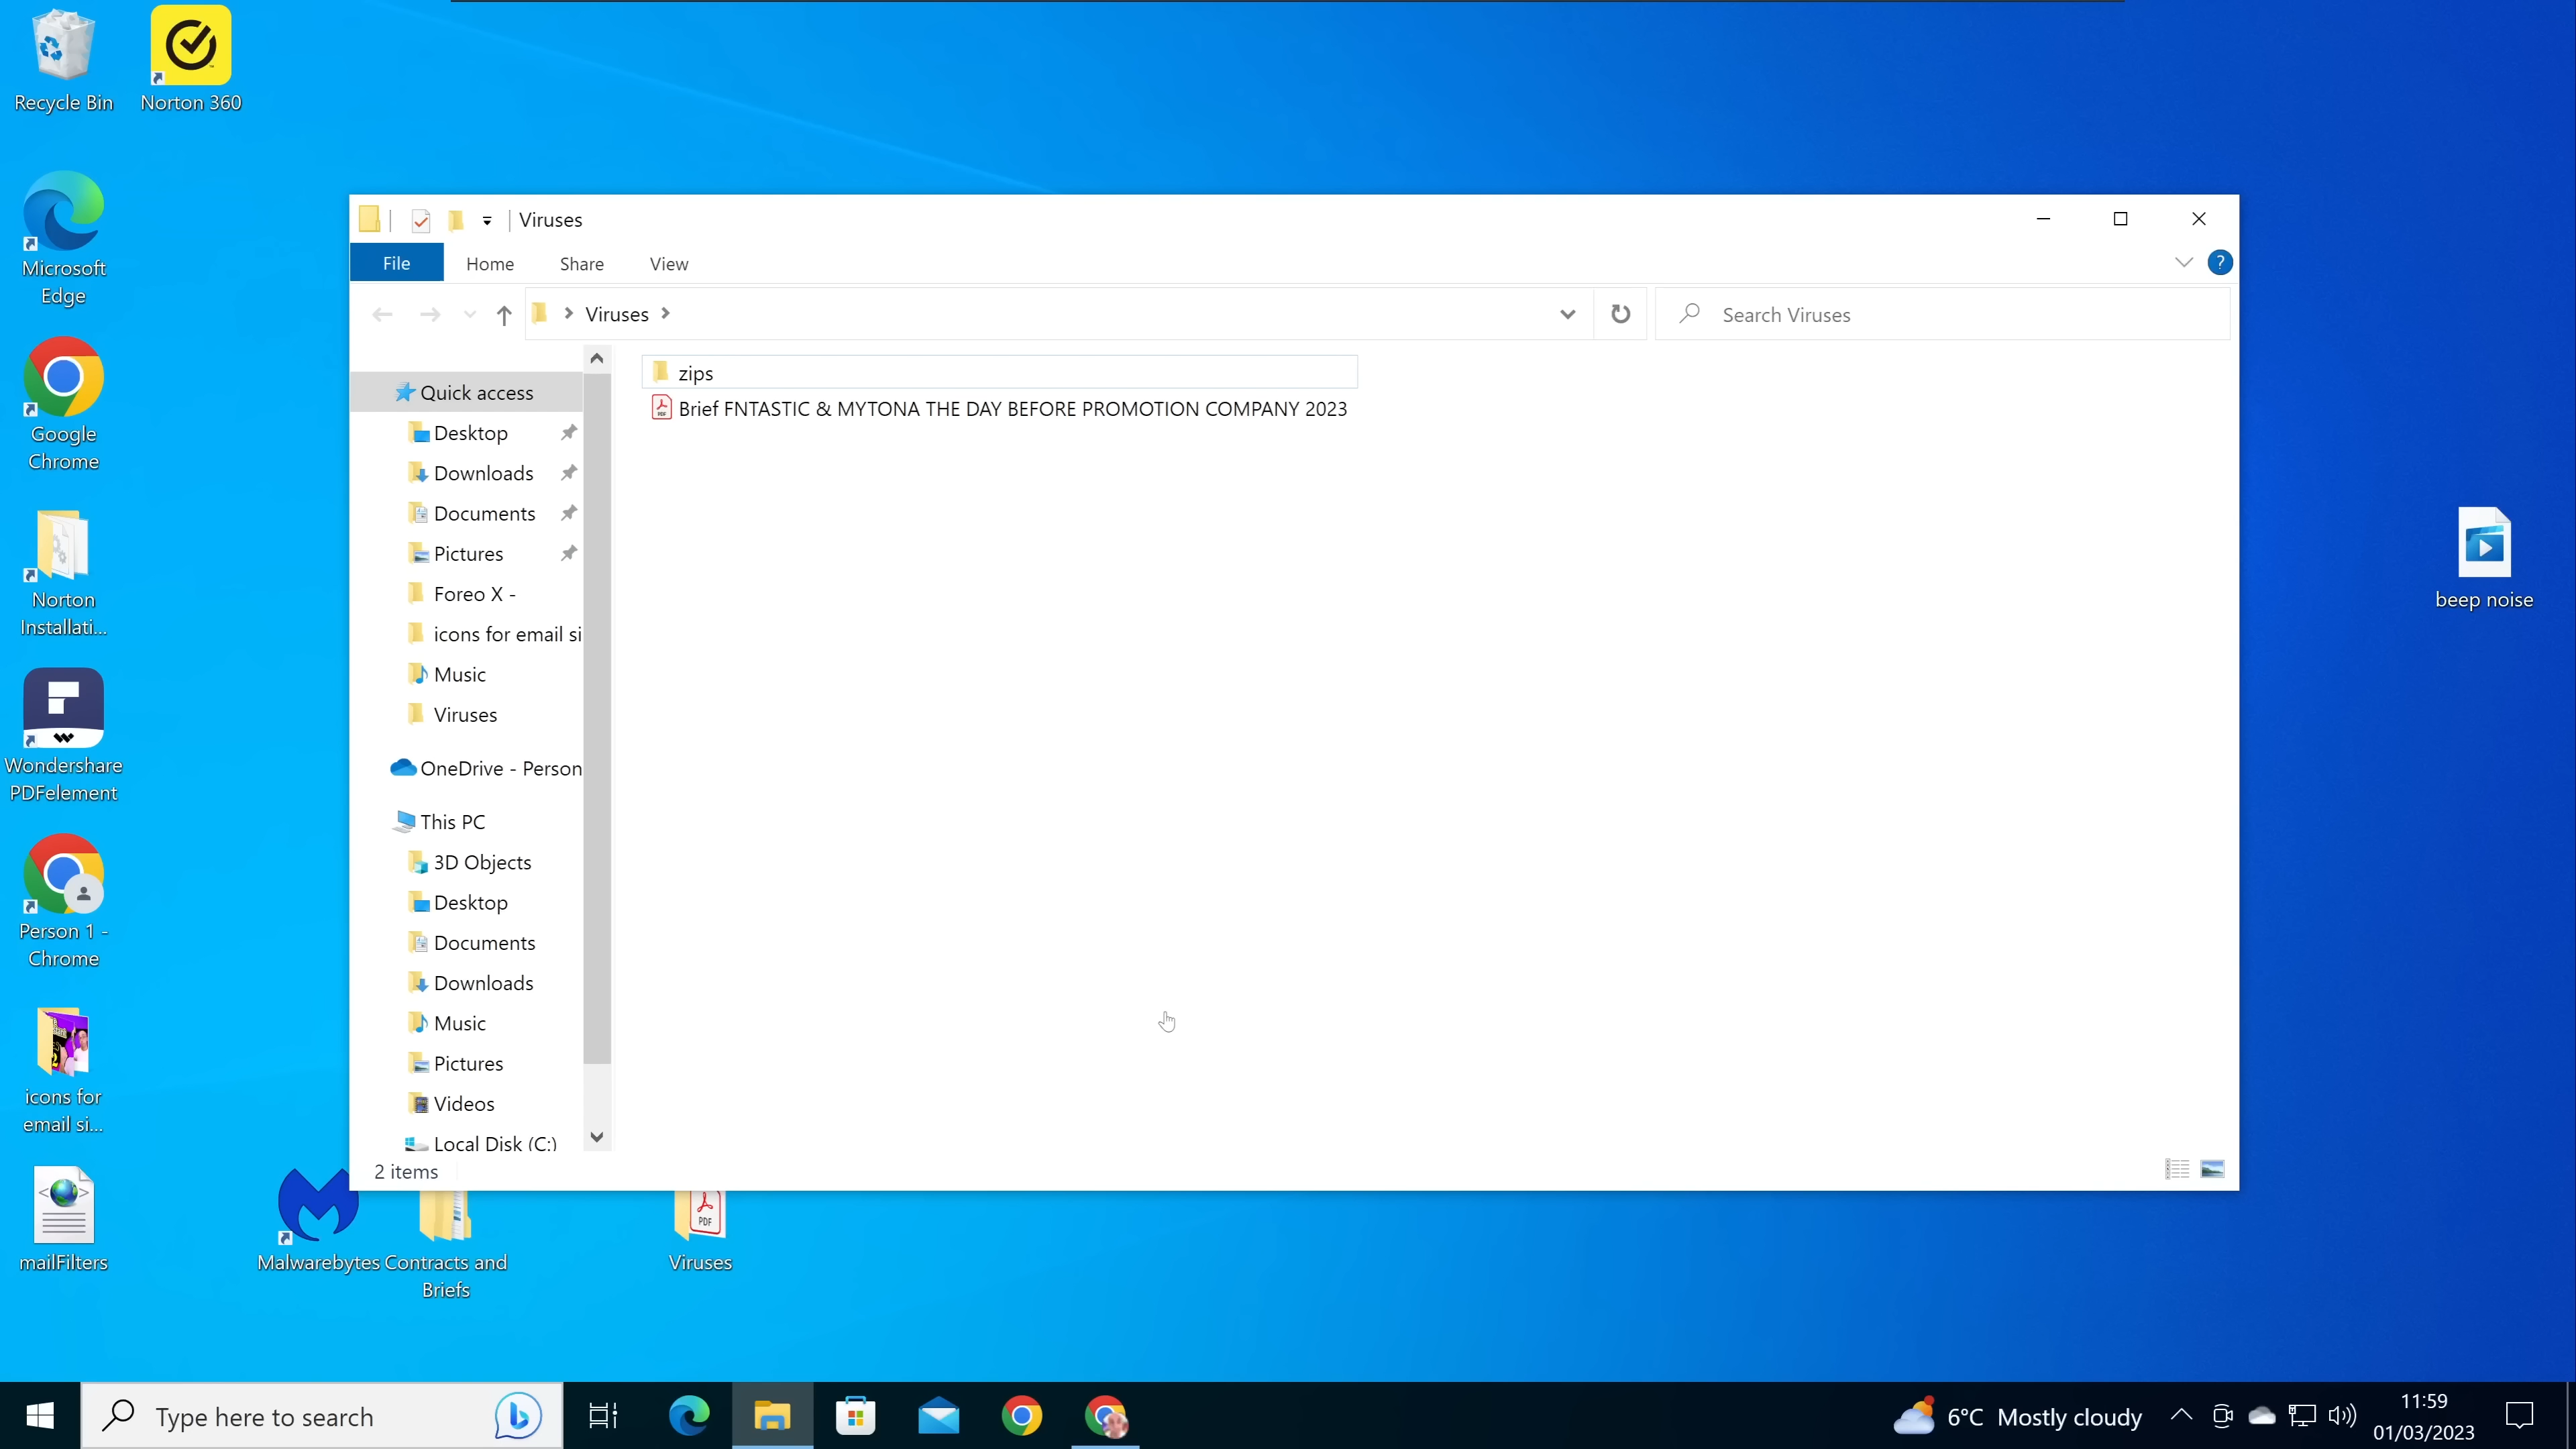 Recycle Bin
Norton 360
Microsoft
Edge
Google
Chrome
Norton
Installati...
Wondershare
PDFelement
Person 1 -
Chrome
icons for
email si...
mailFilters
Malwarebytes
Contracts and
Briefs
Viruses
beep noise
Viruses
File
Home
Share
View
?
Viruses
Search Viruses
Quick access
Desktop
Downloads
Documents
Pictures
Foreo X -
icons for email si
Music
Viruses
OneDrive - Person
This PC
3D Objects
Desktop
Documents
Downloads
Music
Pictures
Videos
Local Disk (C:)
zips
PDF
Brief FNTASTIC & MYTONA THE DAY BEFORE PROMOTION COMPANY 2023
2 items
PDF
Type here to search
6°C Mostly cloudy
11:59
01/03/2023